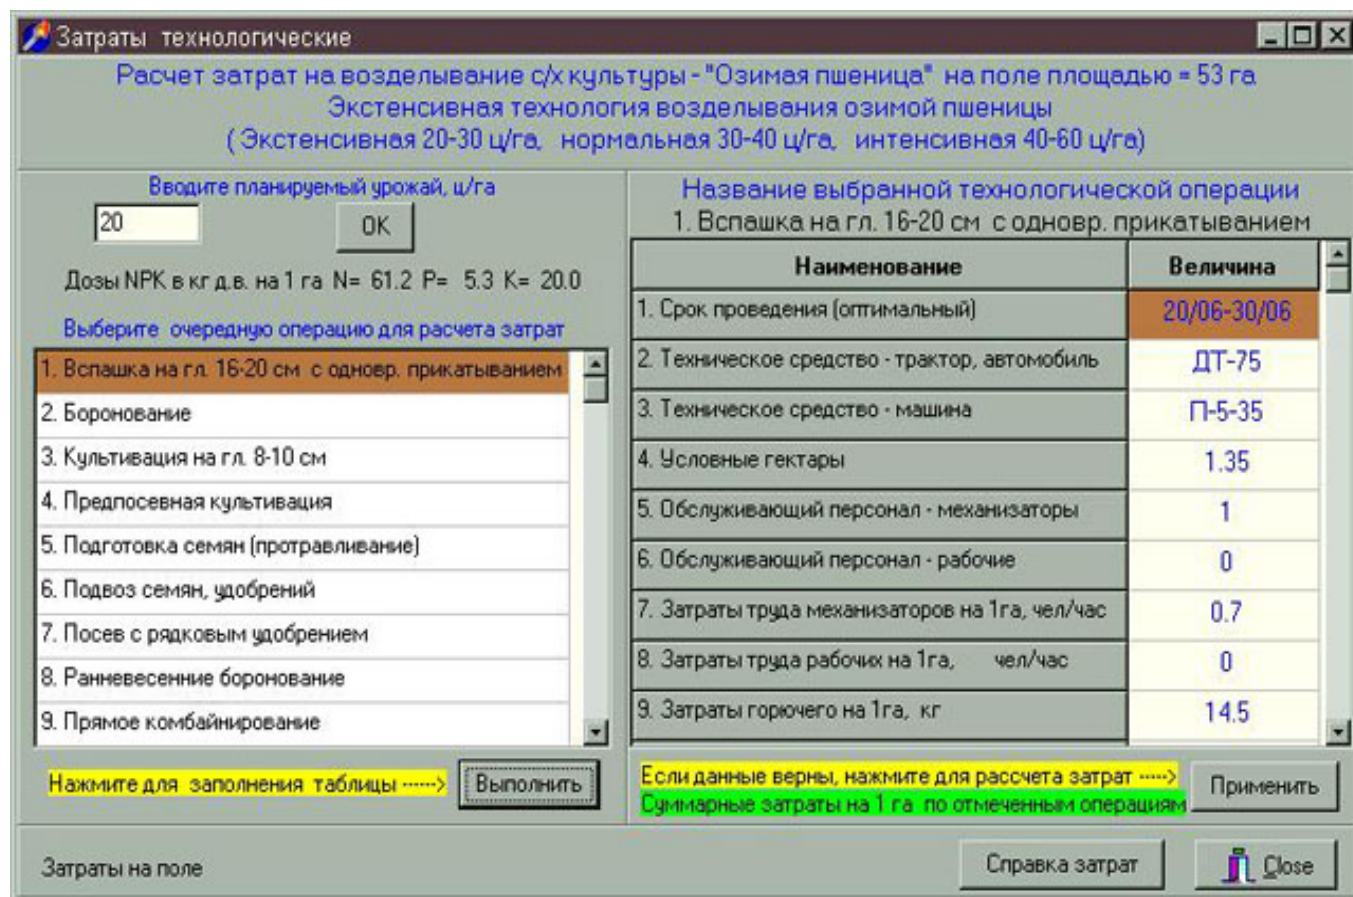 Затраты технологические
Расчет затрат на возделывание с/х культуры - "Озимая пшеница" на поле площадью = 53 га
Экстенсивная технология возделывания озимой пшеницы
( Экстенсивная 20-30 ц/га, нормальная 30-40 ц/га, интенсивная 40-60 ц/га)
Вводите планируемый урожай, ц/га
20
OK
Дозы NPK в кг д.в. на 1 га N= 61.2 P= 5.3 K= 20.0
Выберите очередную операцию для расчета затрат
1. Вспашка на гл. 16-20 см с одновр. прикатыванием
2. Боронование
3. Культивация на гл. 8-10 см
4. Предпосевная культивация
5. Подготовка семян (протравливание)
6. Подвоз семян, удобрений
7. Посев с рядковым удобрением
8. Ранневесенние боронование
9. Прямое комбайнирование
Нажмите для заполнения таблицы ----->
Выполнить
Название выбранной технологической операции
1. Вспашка на гл. 16-20 см с одновр. прикатыванием
Наименование Величина
1. Срок проведения (оптимальный) 20/06-30/06
2. Техническое средство - трактор, автомобиль ДТ-75
3. Техническое средство - машина П-5-35
4. Условные гектары 1.35
5. Обслуживающий персонал - механизаторы 1
6. Обслуживающий персонал - рабочие 0
7. Затраты труда механизаторов на 1га, чел/час 0.7
8. Затраты труда рабочих на 1га, чел/час 0
9. Затраты горючего на 1га, кг 14.5
Если данные верны, нажмите для рассчета затрат ----->
Суммарные затраты на 1 га по отмеченным операциям
Применить
Затраты на поле
Справка затрат
Close